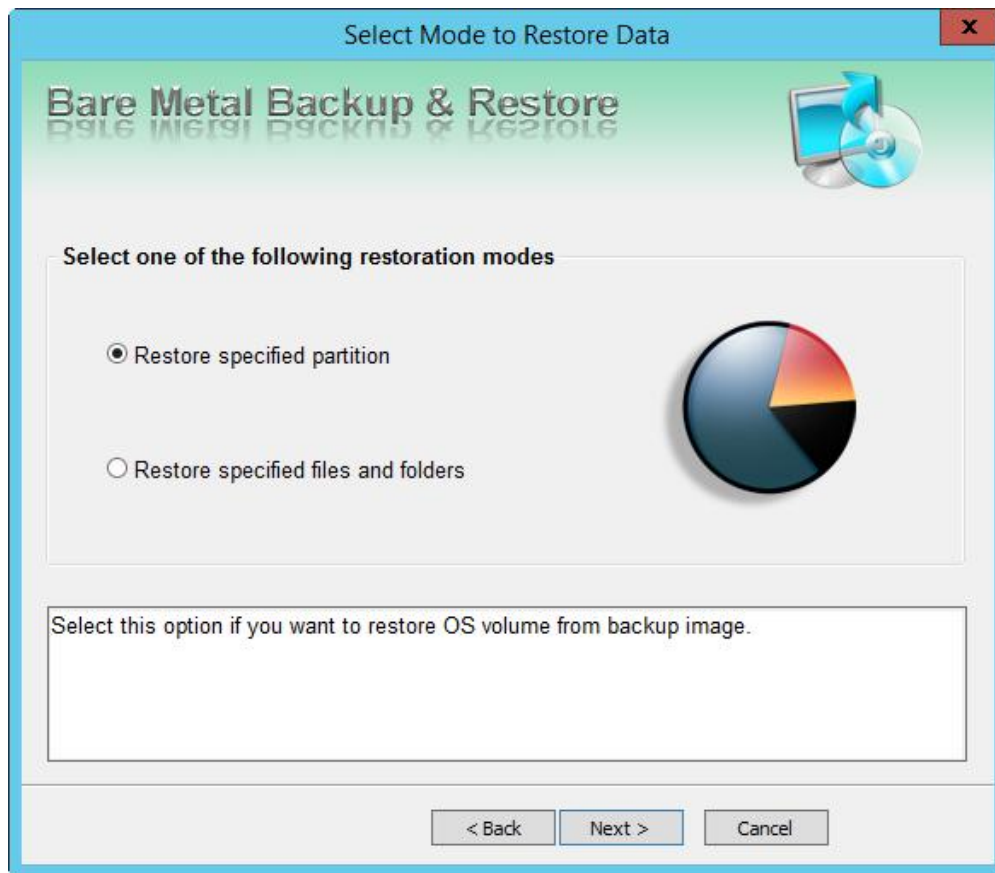 Select Mode to Restore Data
x
Bare Metal Backup & Restore
Select one of the following restoration modes
Restore specified partition
Restore specified files and folders
Select this option if you want to restore OS volume from backup image.
< Back Next > Cancel